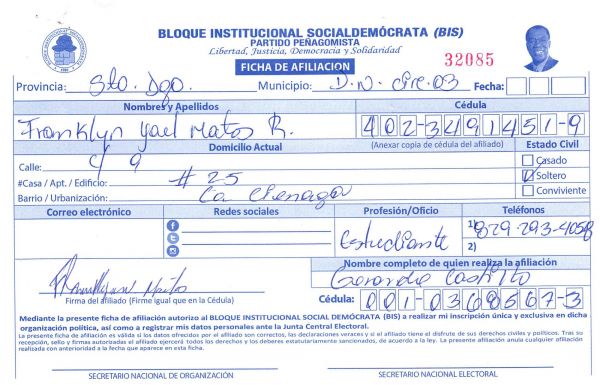 BLOQUE INSTITUCIONAL SOCIALDEMÓCRATA (BIS)
PARTIDO PEÑAGOMISTA
Libertad, Justicia, Democracia y Solidaridad
FICHA DE AFILIACION
32085
Provincia: Sto. Dgo. Municipio: D.N. Circ. 03 Fecha:
Nombres y Apellidos Cédula
Franklyn Yael Matos R. 402-3491451-9
Domicilio Actual (Anexar copia de cédula del afiliado) Estado Civil
Calle: C/ 9 Casado
#Casa / Apt. / Edificio: # 25 Soltero
Barrio / Urbanización: La Cienaga Conviviente
Correo electrónico Redes sociales Profesión/Oficio Teléfonos
Estudiante 1) 829-293-4058
2)
Nombre completo de quien realiza la afiliación
Gerardo Castillo
Firma del afiliado (Firme igual que en la Cédula) Cédula: 001-0368567-3
Mediante la presente ficha de afiliación autorizo al BLOQUE INSTITUCIONAL SOCIAL DEMÓCRATA (BIS) a realizar mi inscripción única y exclusiva en dicha
organización política, así como a registrar mis datos personales ante la Junta Central Electoral.
La presente ficha de afiliación es válida si los datos ofrecidos por el afiliado son correctos, las declaraciones veraces y si el afiliado tiene el disfrute de sus derechos civiles y políticos. Tras su
recepción, sello y firmas autorizadas el afiliado ejercerá todos los derechos y los deberes estatutariamente sancionados, de acuerdo a la ley. La presente afiliación anula cualquier afiliación
realizada con anterioridad a la fecha que aparece en esta ficha.
SECRETARIO NACIONAL DE ORGANIZACIÓN SECRETARIO NACIONAL ELECTORAL